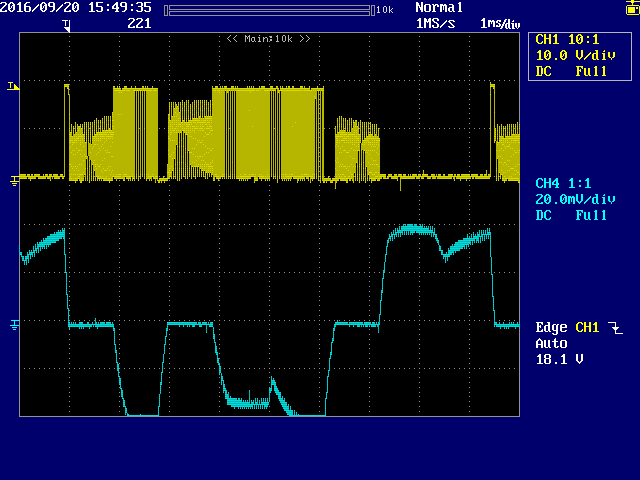 2016/09/20 15:49:35
10k
Normal
221
1MS/s
1ms/div
<< Main:10k >>
CH1 10:1
10.0 V/div
DC Full
T
CH4 1:1
20.0mV/div
DC Full
Edge CH1
Auto
18.1 V